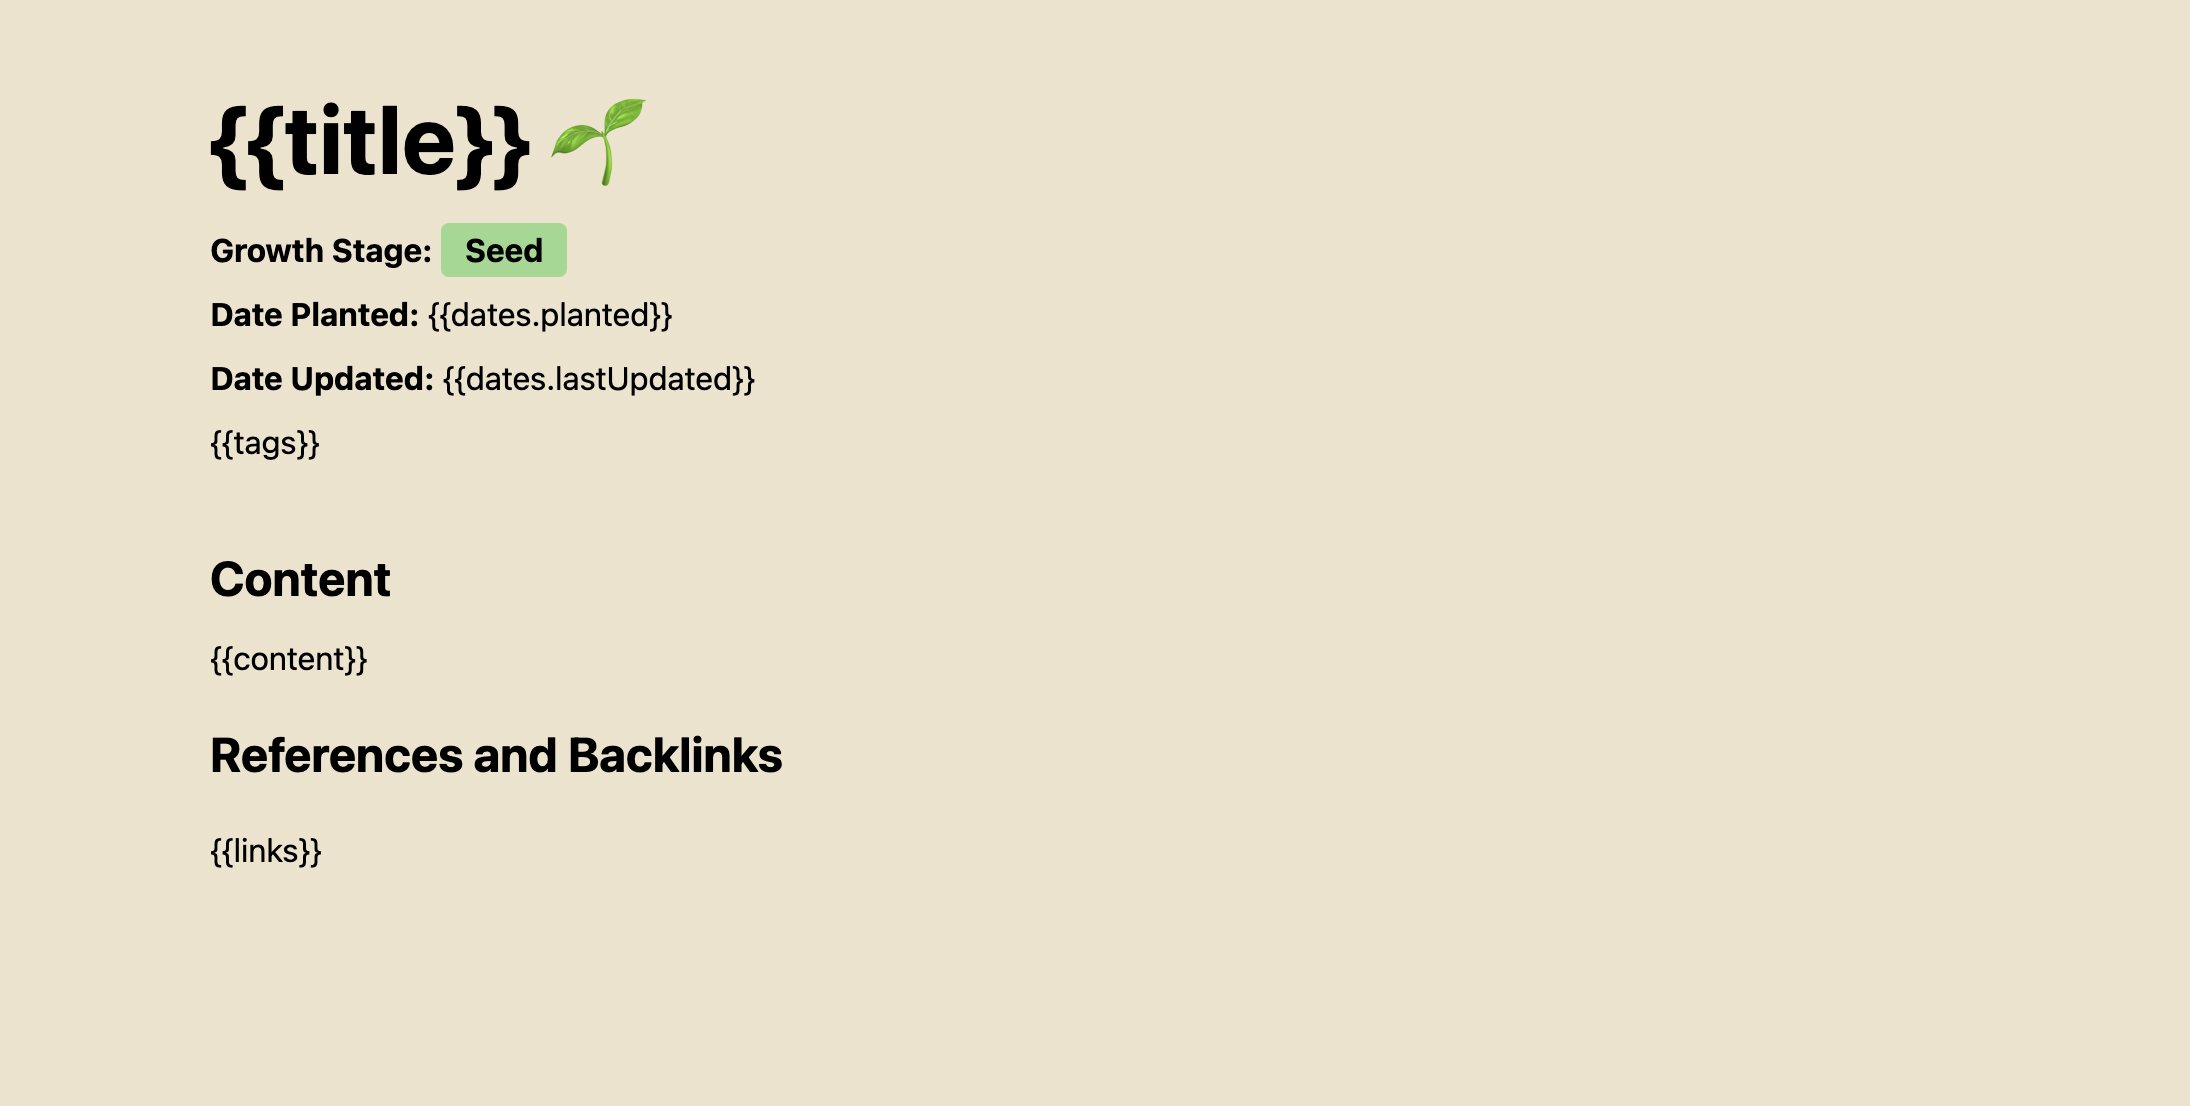 {{title}} 🌱
Growth Stage: Seed
Date Planted: {{dates.planted}}
Date Updated: {{dates.lastUpdated}}
{{tags}}
Content
{{content}}
References and Backlinks
{{links}}